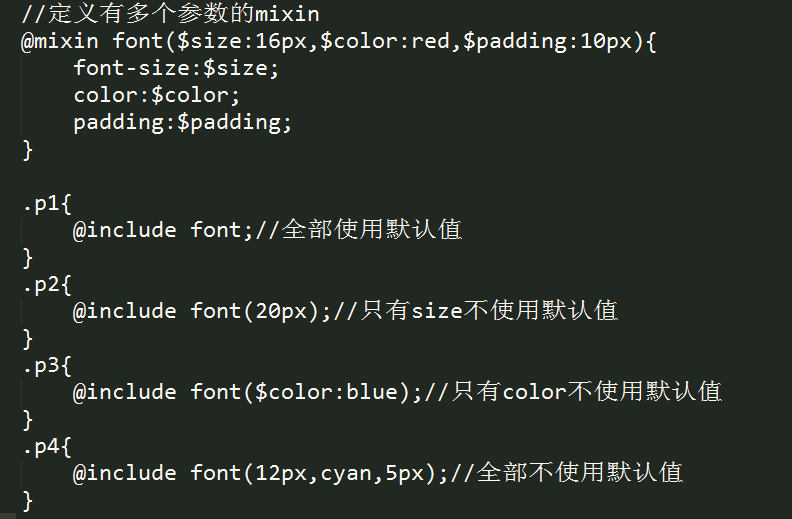 //定义有多个参数的mixin
@mixin font($size:16px,$color:red,$padding:10px){
    font-size:$size;
    color:$color;
    padding:$padding;
}
.p1{
    @include font;//全部使用默认值
}
.p2{
    @include font(20px);//只有size不使用默认值
}
.p3{
    @include font($color:blue);//只有color不使用默认值
}
.p4{
    @include font(12px,cyan,5px);//全部不使用默认值
}